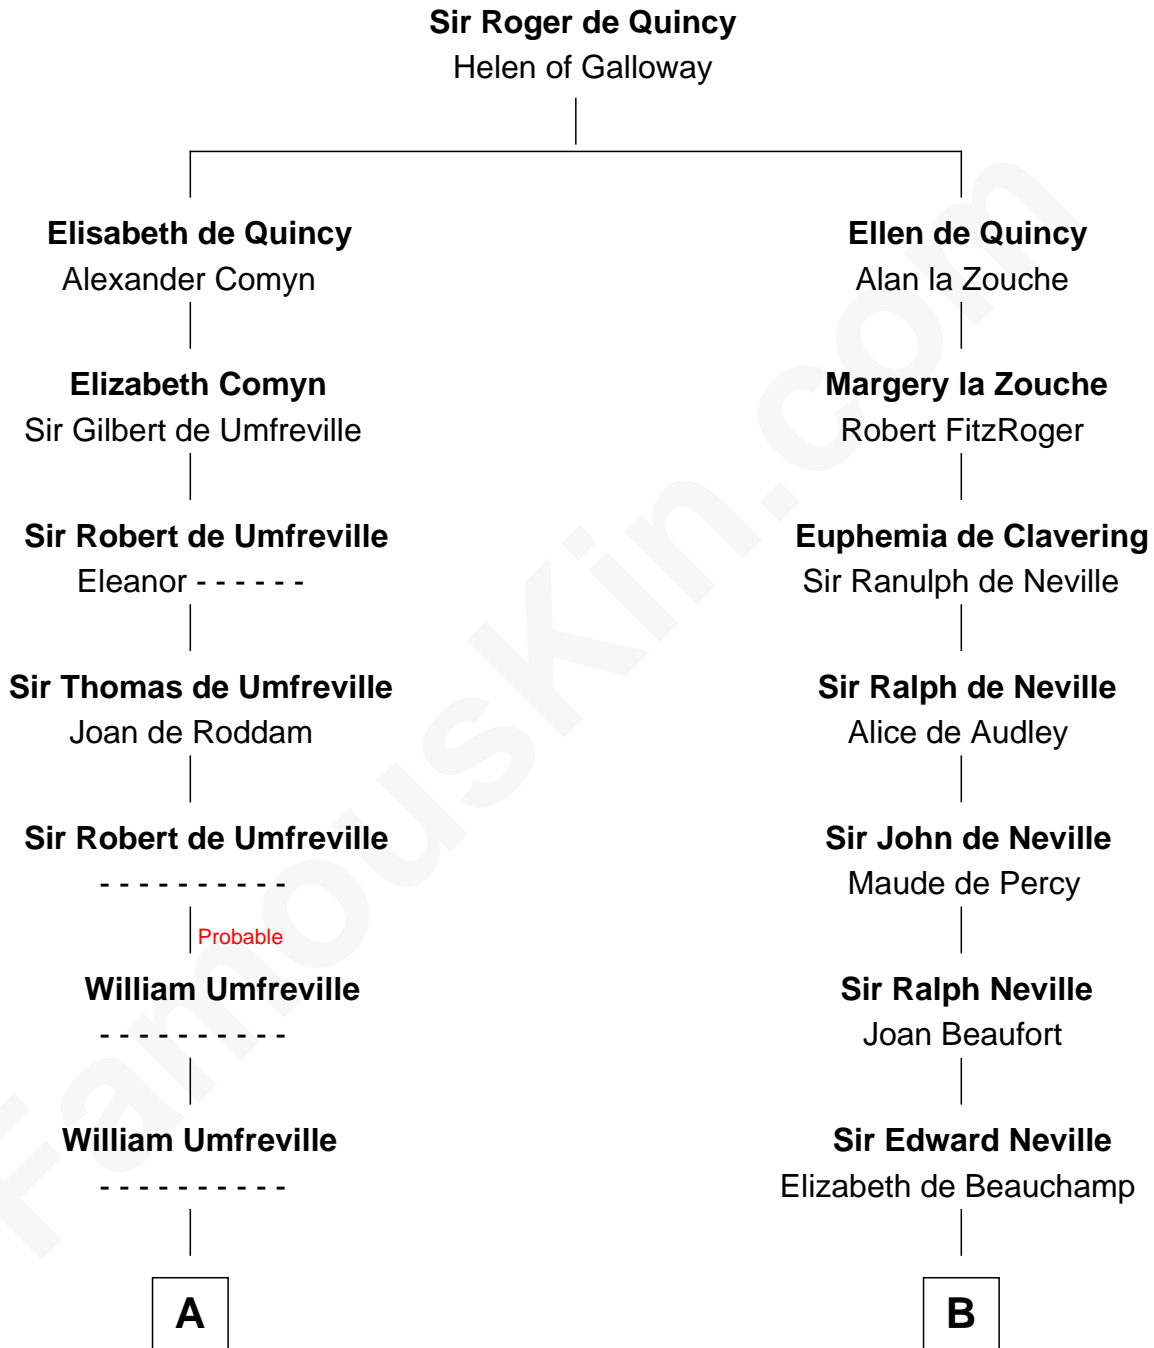 Sir Roger de Quincy
Helen of Galloway
Elisabeth de Quincy
Alexander Comyn
Elizabeth Comyn
Sir Gilbert de Umfreville
Sir Robert de Umfreville
Eleanor - - - - - -
Sir Thomas de Umfreville
Joan de Roddam
Sir Robert de Umfreville
- - - - - - - - - -
Probable
William Umfreville
- - - - - - - - - -
William Umfreville
- - - - - - - - - -
A
Ellen de Quincy
Alan la Zouche
Margery la Zouche
Robert FitzRoger
Euphemia de Clavering
Sir Ranulph de Neville
Sir Ralph de Neville
Alice de Audley
Sir John de Neville
Maude de Percy
Sir Ralph Neville
Joan Beaufort
Sir Edward Neville
Elizabeth de Beauchamp
B
FamousKin.com